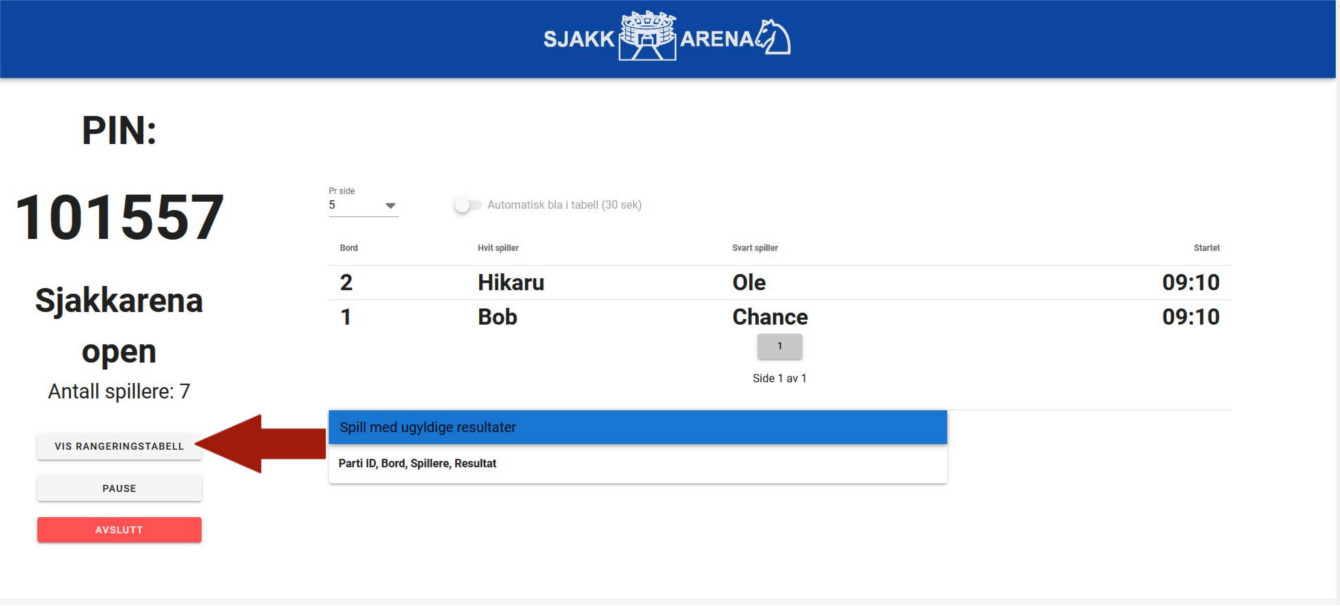 SJAKK ARENA
PIN:
101557
Sjakkarena
open
Antall spillere: 7
VIS RANGERINGSTABELL
PAUSE
AVSLUTT
Pr side
5
Automatisk bla i tabell (30 sek)
Bord Hvit spiller Svart spiller Startet
2 Hikaru Ole 09:10
1 Bob Chance 09:10
1
Side 1 av 1
Spill med ugyldige resultater
Parti ID, Bord, Spillere, Resultat